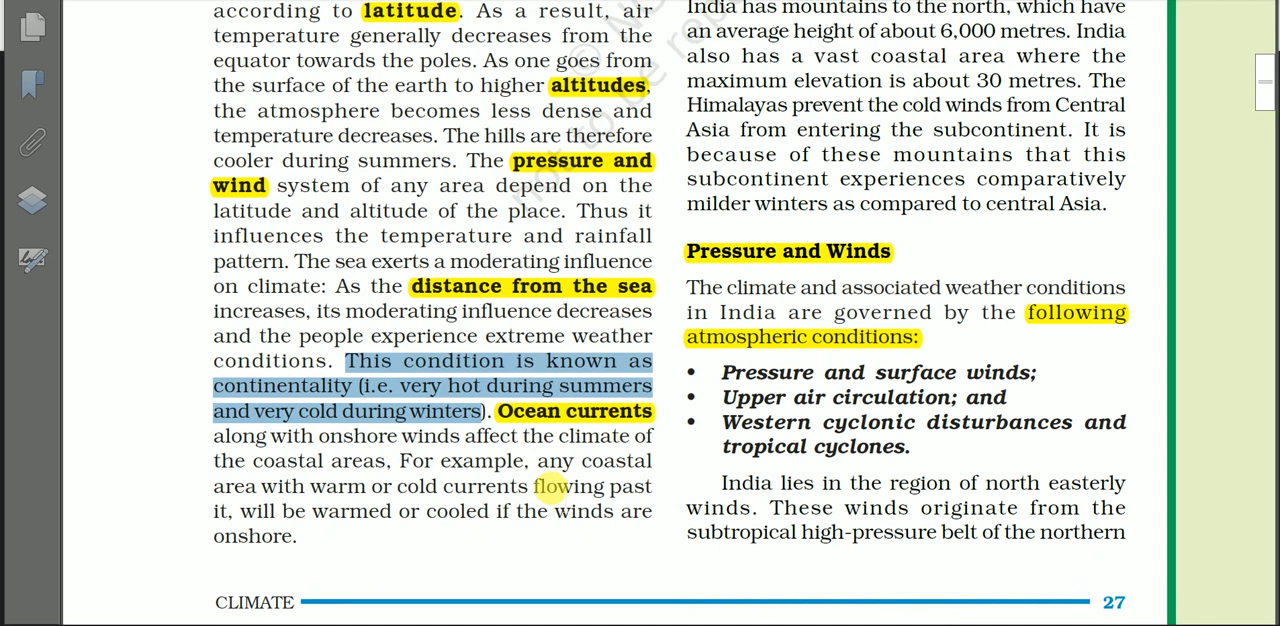 according to latitude. As a result, air
temperature generally decreases from the
equator towards the poles. As one goes from
the surface of the earth to higher altitudes,
the atmosphere becomes less dense and
temperature decreases. The hills are therefore
cooler during summers. The pressure and
wind system of any area depend on the
latitude and altitude of the place. Thus it
influences the temperature and rainfall
pattern. The sea exerts a moderating influence
on climate: As the distance from the sea
increases, its moderating influence decreases
and the people experience extreme weather
conditions. This condition is known as
continentality (i.e. very hot during summers
and very cold during winters). Ocean currents
along with onshore winds affect the climate of
the coastal areas, For example, any coastal
area with warm or cold currents flowing past
it, will be warmed or cooled if the winds are
onshore.
India has mountains to the north, which have
an average height of about 6,000 metres. India
also has a vast coastal area where the
maximum elevation is about 30 metres. The
Himalayas prevent the cold winds from Central
Asia from entering the subcontinent. It is
because of these mountains that this
subcontinent experiences comparatively
milder winters as compared to central Asia.
Pressure and Winds
The climate and associated weather conditions
in India are governed by the following
atmospheric conditions:
• Pressure and surface winds;
• Upper air circulation; and
• Western cyclonic disturbances and
tropical cyclones.
India lies in the region of north easterly
winds. These winds originate from the
subtropical high-pressure belt of the northern
CLIMATE 27
© N
not to be rep